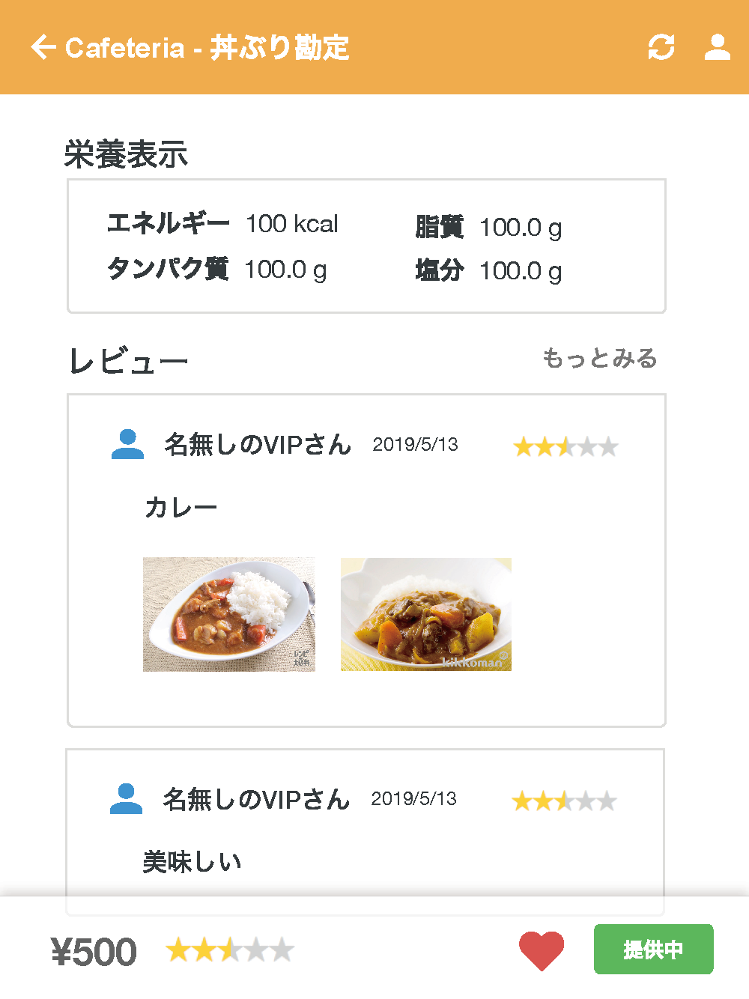 Cafeteria - 丼ぶり勘定
栄養表示
エネルギー 100 kcal 脂質 100.0 g
タンパク質 100.0 g 塩分 100.0 g
レビュー もっとみる
名無しのVIPさん 2019/5/13
カレー
レシピ
大百科
kikkoman
名無しのVIPさん 2019/5/13
美味しい
¥500 提供中